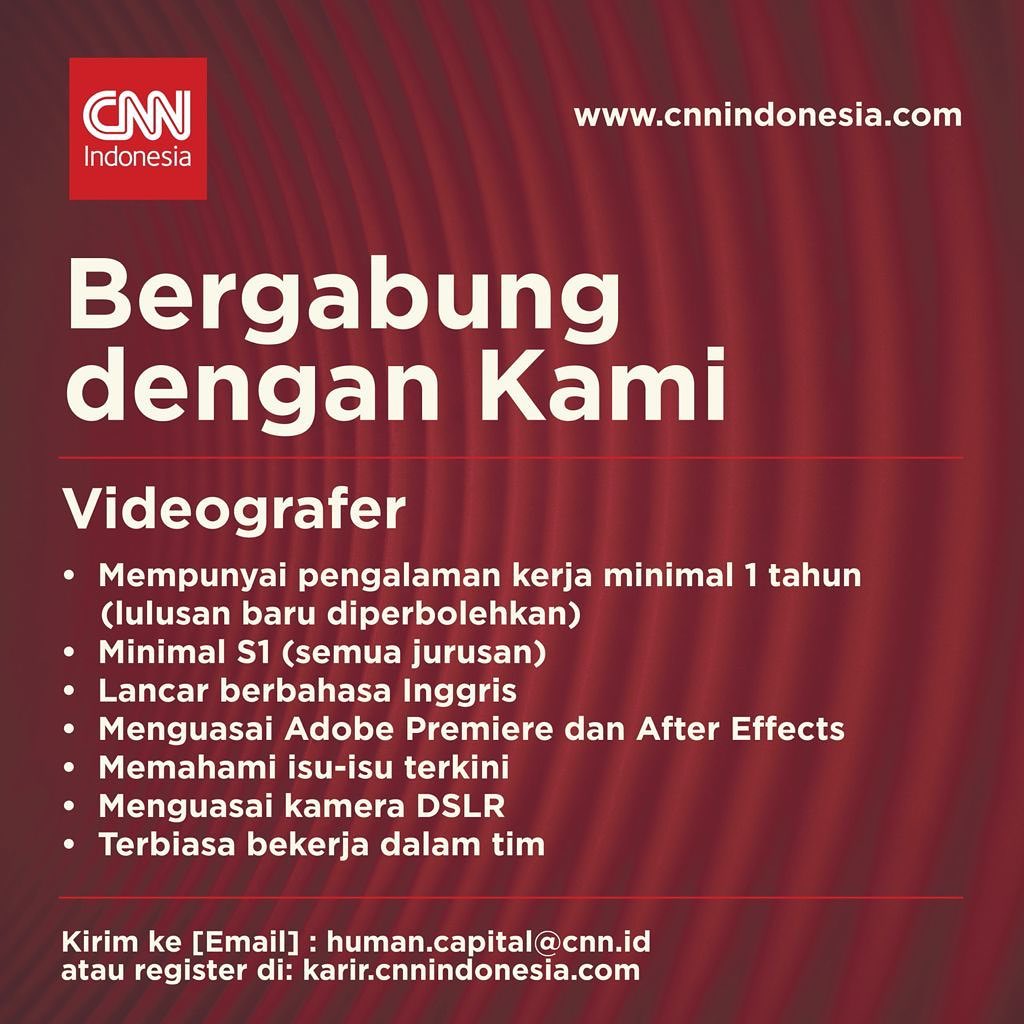 CNN
Indonesia
www.cnnindonesia.com
Bergabung
dengan Kami
Videografer
• Mempunyai pengalaman kerja minimal 1 tahun
(lulusan baru diperbolehkan)
• Minimal S1 (semua jurusan)
• Lancar berbahasa Inggris
• Menguasai Adobe Premiere dan After Effects
• Memahami isu-isu terkini
• Menguasai kamera DSLR
• Terbiasa bekerja dalam tim
Kirim ke [Email] : human.capital@cnn.id
atau register di: karir.cnnindonesia.com